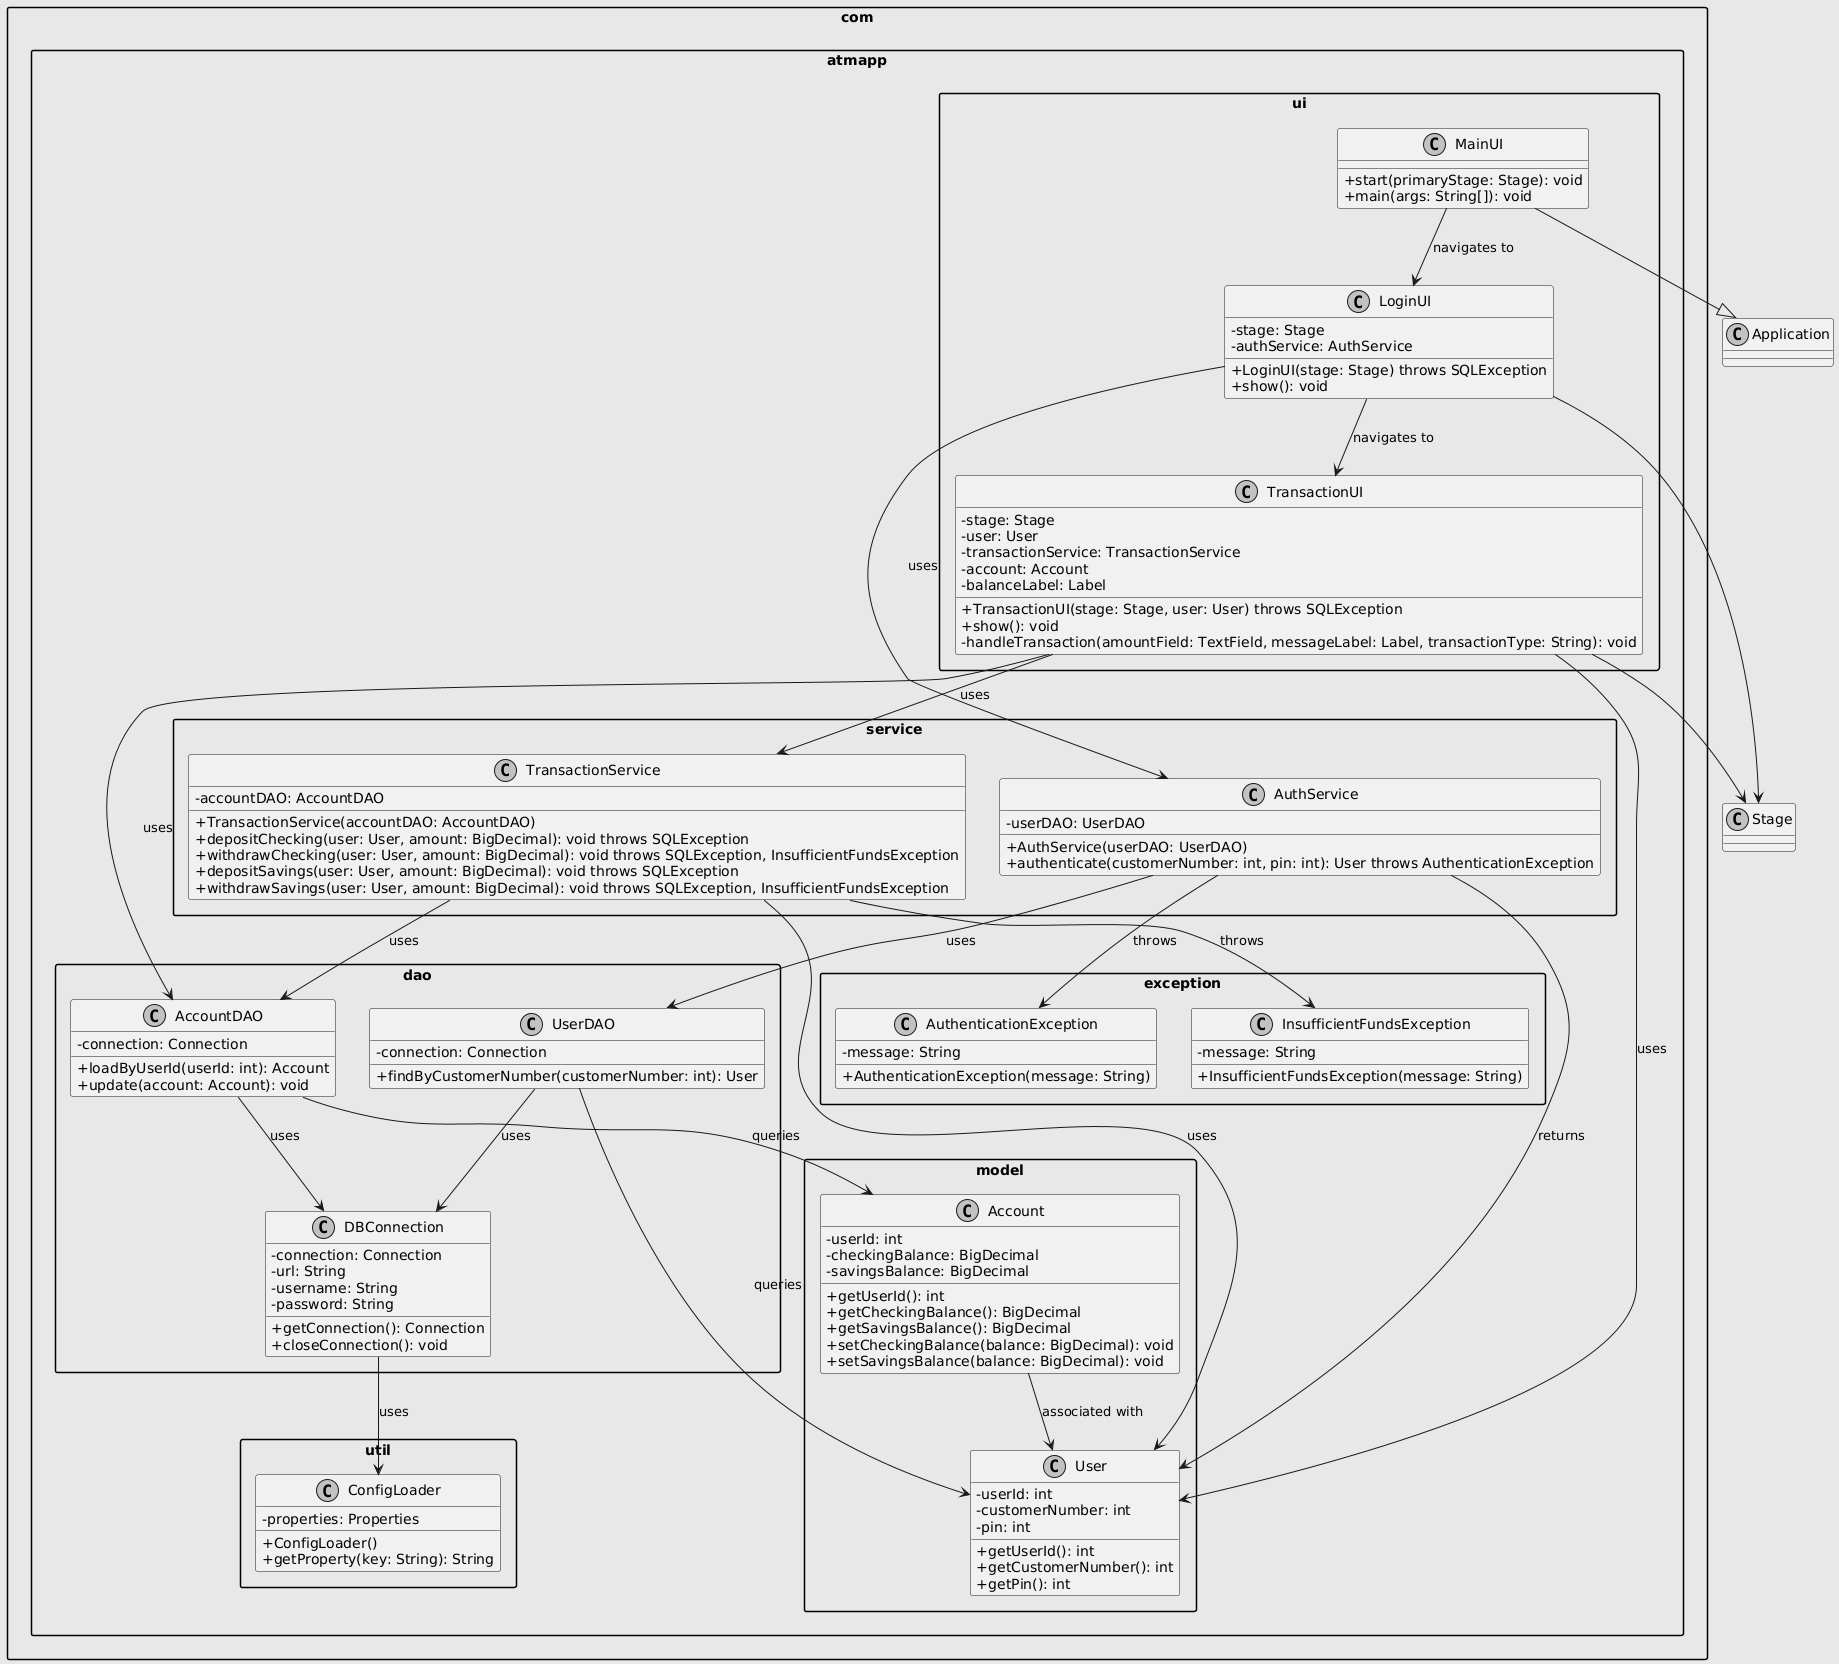 com
atmapp
ui
C MainUI
+start(primaryStage: Stage): void
+main(args: String[]): void
navigates to
C LoginUI
-stage: Stage
-authService: AuthService
+LoginUI(stage: Stage) throws SQLException
+show(): void
C Application
navigates to
C TransactionUI
-stage: Stage
-user: User
-transactionService: TransactionService
-account: Account
-balanceLabel: Label
+TransactionUI(stage: Stage, user: User) throws SQLException
+show(): void
-handleTransaction(amountField: TextField, messageLabel: Label, transactionType: String): void
uses
uses
service
C TransactionService
-accountDAO: AccountDAO
+TransactionService(accountDAO: AccountDAO)
+depositChecking(user: User, amount: BigDecimal): void throws SQLException
+withdrawChecking(user: User, amount: BigDecimal): void throws SQLException, InsufficientFundsException
+depositSavings(user: User, amount: BigDecimal): void throws SQLException
+withdrawSavings(user: User, amount: BigDecimal): void throws SQLException, InsufficientFundsException
C AuthService
-userDAO: UserDAO
+AuthService(userDAO: UserDAO)
+authenticate(customerNumber: int, pin: int): User throws AuthenticationException
C Stage
uses
uses
uses
throws
throws
dao
C AccountDAO
-connection: Connection
+loadByUserId(userId: int): Account
+update(account: Account): void
C UserDAO
-connection: Connection
+findByCustomerNumber(customerNumber: int): User
exception
C AuthenticationException
-message: String
+AuthenticationException(message: String)
C InsufficientFundsException
-message: String
+InsufficientFundsException(message: String)
uses
uses
uses
queries
uses
returns
C DBConnection
-connection: Connection
-url: String
-username: String
-password: String
+getConnection(): Connection
+closeConnection(): void
queries
model
C Account
-userId: int
-checkingBalance: BigDecimal
-savingsBalance: BigDecimal
+getUserId(): int
+getCheckingBalance(): BigDecimal
+getSavingsBalance(): BigDecimal
+setCheckingBalance(balance: BigDecimal): void
+setSavingsBalance(balance: BigDecimal): void
uses
associated with
util
C ConfigLoader
-properties: Properties
+ConfigLoader()
+getProperty(key: String): String
C User
-userId: int
-customerNumber: int
-pin: int
+getUserId(): int
+getCustomerNumber(): int
+getPin(): int